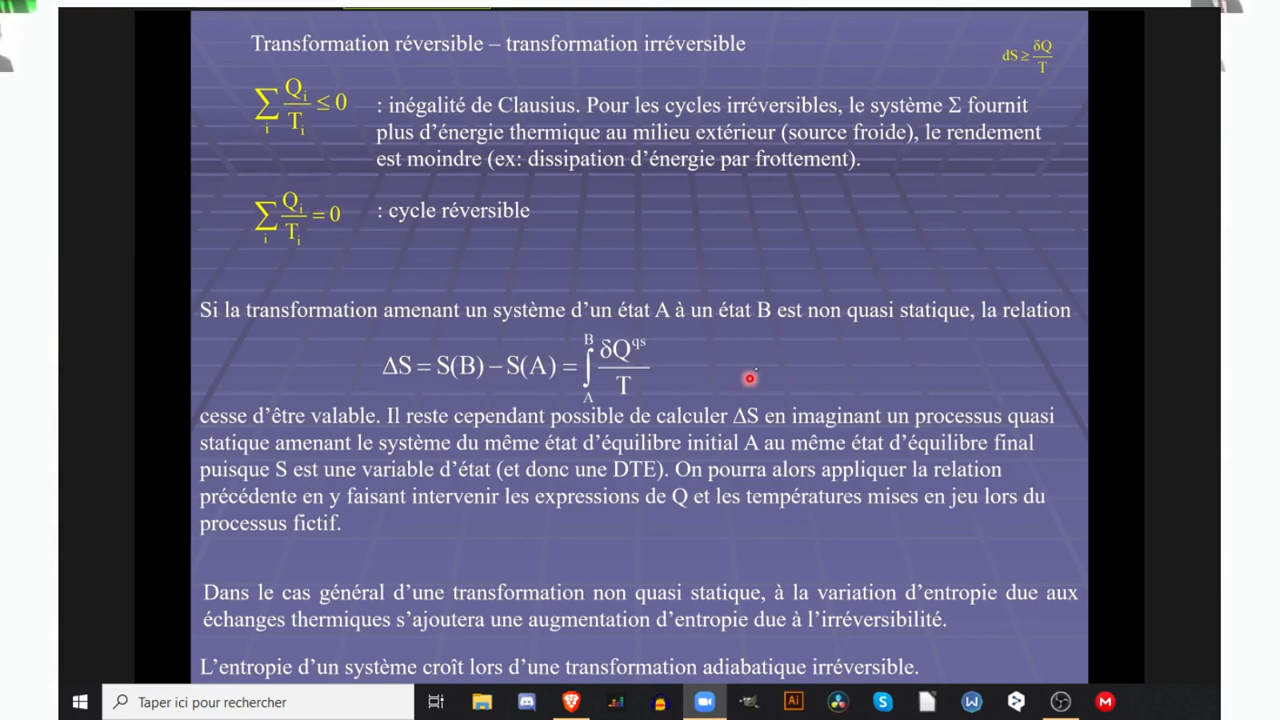 Transformation réversible – transformation irréversible
dS ≥ δQ/T
∑i Qi/Ti ≤ 0 : inégalité de Clausius. Pour les cycles irréversibles, le système Σ fournit
plus d’énergie thermique au milieu extérieur (source froide), le rendement
est moindre (ex: dissipation d’énergie par frottement).
∑i Qi/Ti = 0 : cycle réversible
Si la transformation amenant un système d’un état A à un état B est non quasi statique, la relation
ΔS = S(B) – S(A) = ∫_A^B δQ^qs/T
cesse d’être valable. Il reste cependant possible de calculer ΔS en imaginant un processus quasi
statique amenant le système du même état d’équilibre initial A au même état d’équilibre final
puisque S est une variable d’état (et donc une DTE). On pourra alors appliquer la relation
précédente en y faisant intervenir les expressions de Q et les températures mises en jeu lors du
processus fictif.
Dans le cas général d’une transformation non quasi statique, à la variation d’entropie due aux
échanges thermiques s’ajoutera une augmentation d’entropie due à l’irréversibilité.
L’entropie d’un système croît lors d’une transformation adiabatique irréversible.
Taper ici pour rechercher